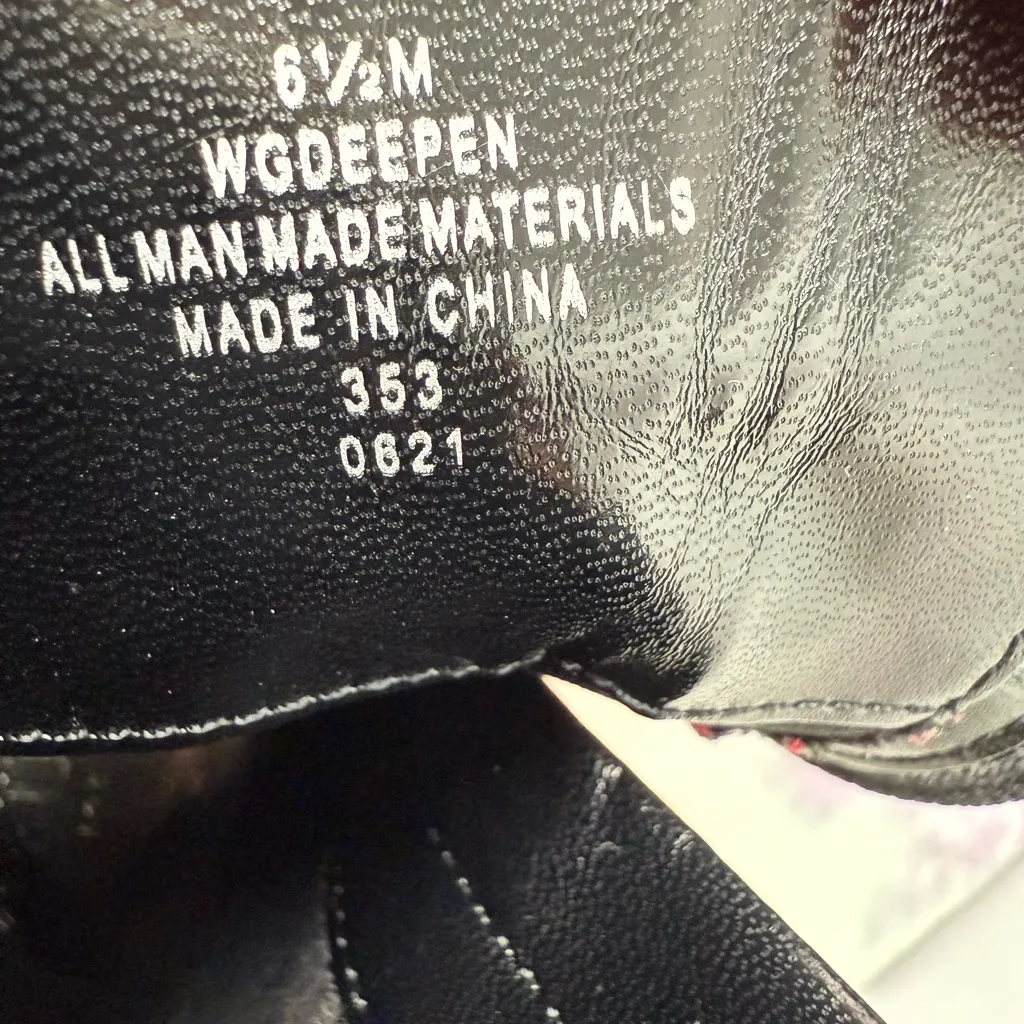 6½M
WGDEEPEN
ALL MAN MADE MATERIALS
MADE IN CHINA
353
0621